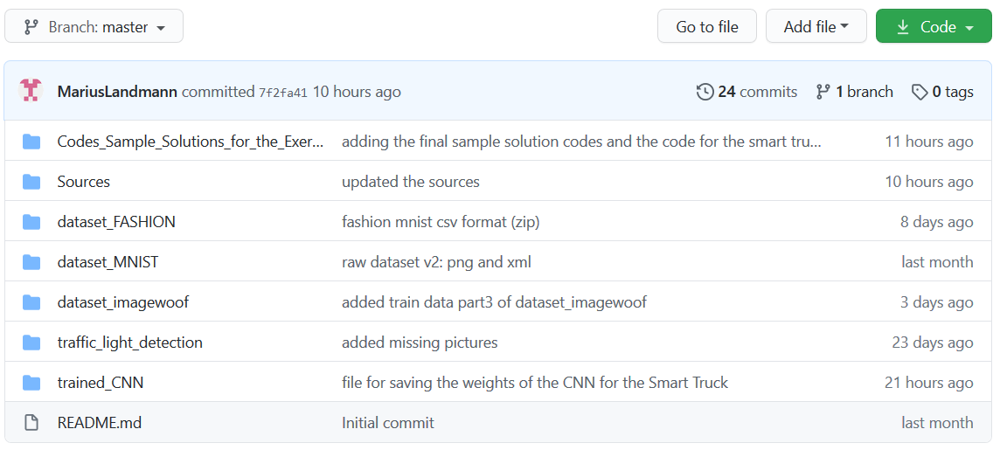 Branch: master Go to file Add file Code
MariusLandmann committed 7f2fa41 10 hours ago 24 commits 1 branch 0 tags
Codes_Sample_Solutions_for_the_Exer... adding the final sample solution codes and the code for the smart tru... 11 hours ago
Sources updated the sources 10 hours ago
dataset_FASHION fashion mnist csv format (zip) 8 days ago
dataset_MNIST raw dataset v2: png and xml last month
dataset_imagewoof added train data part3 of dataset_imagewoof 3 days ago
traffic_light_detection added missing pictures 23 days ago
trained_CNN file for saving the weights of the CNN for the Smart Truck 21 hours ago
README.md Initial commit last month